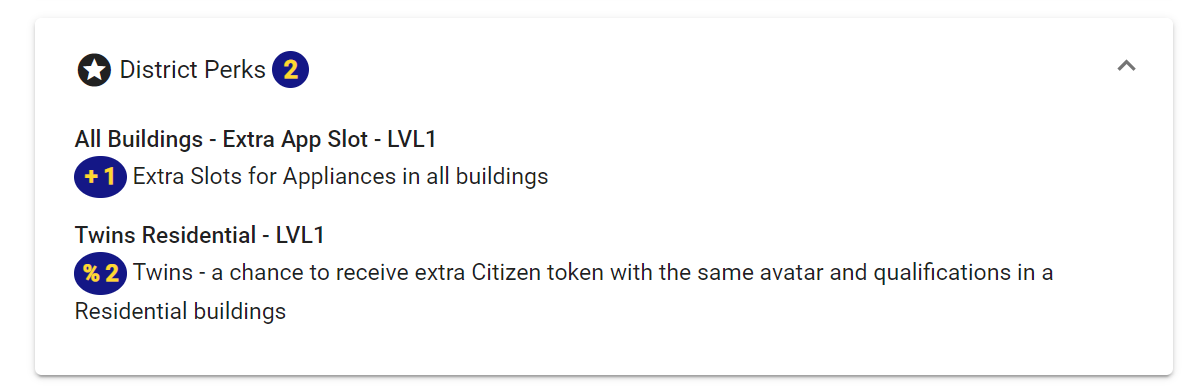 District Perks 2
All Buildings - Extra App Slot - LVL1
+ 1 Extra Slots for Appliances in all buildings
Twins Residential - LVL1
% 2 Twins - a chance to receive extra Citizen token with the same avatar and qualifications in a
Residential buildings